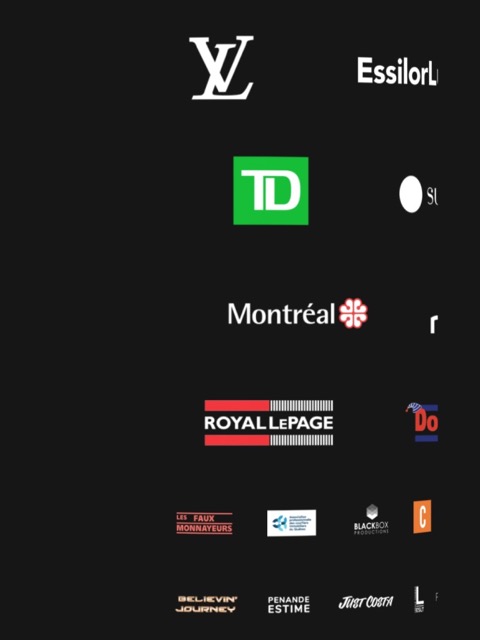 LV
EssilorL
TD
SU
Montréal
r
ROYAL LEPAGE
Do
LES FAUX
MONNAYEURS
BLACKBOX
PRODUCTIONS
C
BELIEVIN'
JOURNEY
PENANDE
ESTIME
JUST COSTA
L